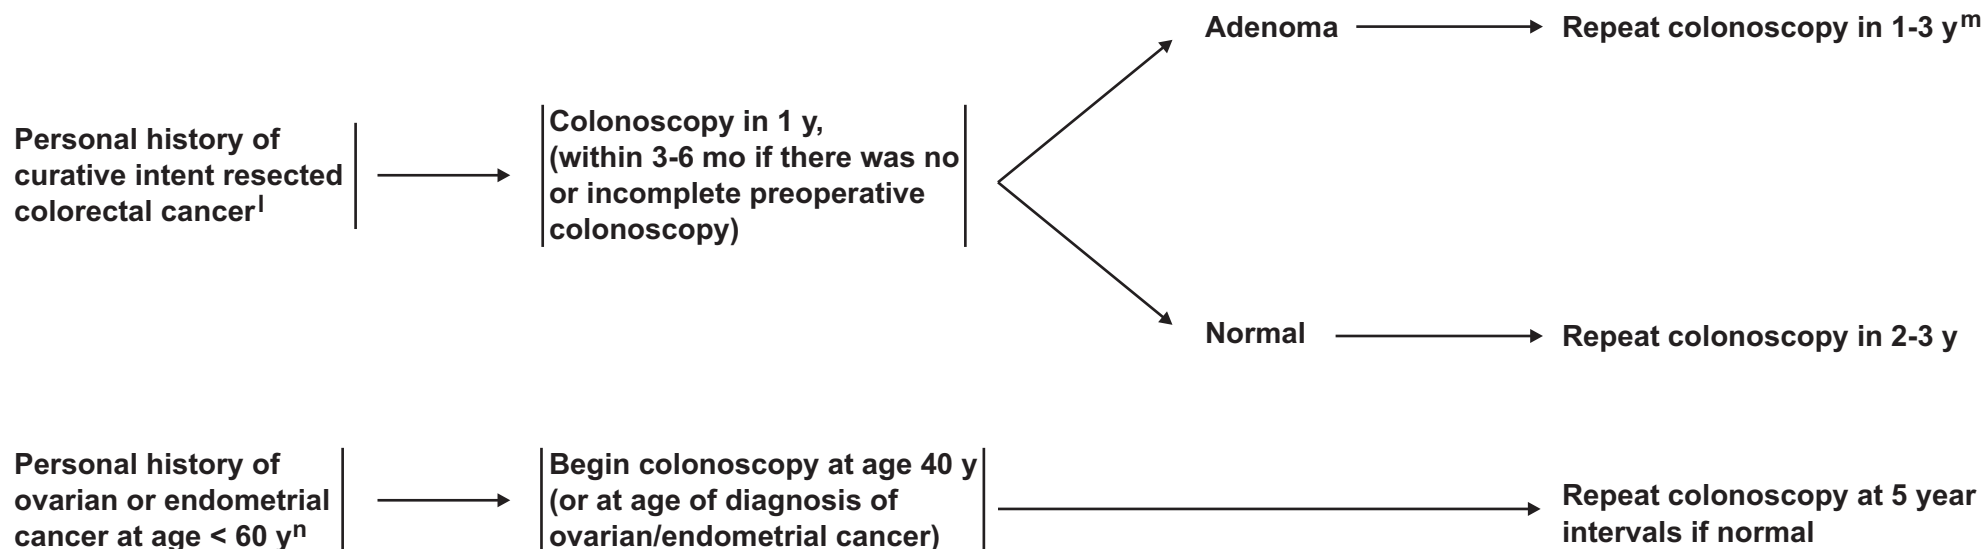 Adenoma
Repeat colonoscopy in 1-3 yᵐ
Personal history of
curative intent resected
colorectal cancerˡ
Colonoscopy in 1 y,
(within 3-6 mo if there was no
or incomplete preoperative
colonoscopy)
Normal
Repeat colonoscopy in 2-3 y
Personal history of
ovarian or endometrial
cancer at age < 60 yⁿ
Begin colonoscopy at age 40 y
(or at age of diagnosis of
ovarian/endometrial cancer)
Repeat colonoscopy at 5 year
intervals if normal